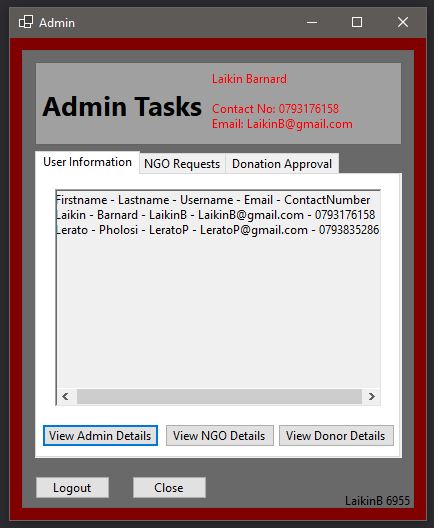 Admin
Laikin Barnard
Admin Tasks
Contact No: 0793176158
Email: LaikinB@gmail.com
User Information
NGO Requests
Donation Approval
Firstname - Lastname - Username - Email - ContactNumber
Laikin - Barnard - LaikinB - LaikinB@gmail.com - 0793176158
Lerato - Pholosi - LeratoP - LeratoP@gmail.com - 0793835286
View Admin Details
View NGO Details
View Donor Details
Logout
Close
LaikinB 6955